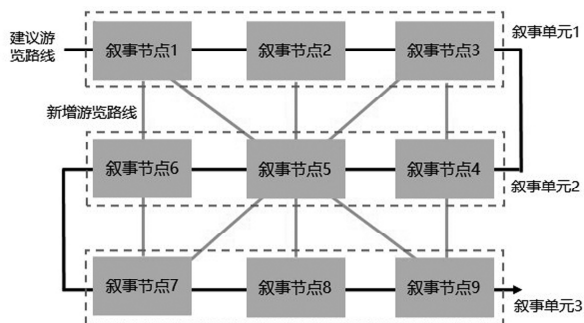 建议游
览路线
叙事节点1
叙事节点2
叙事节点3
叙事单元1
新增游览路线
叙事节点6
叙事节点5
叙事节点4
叙事单元2
叙事节点7
叙事节点8
叙事节点9
叙事单元3